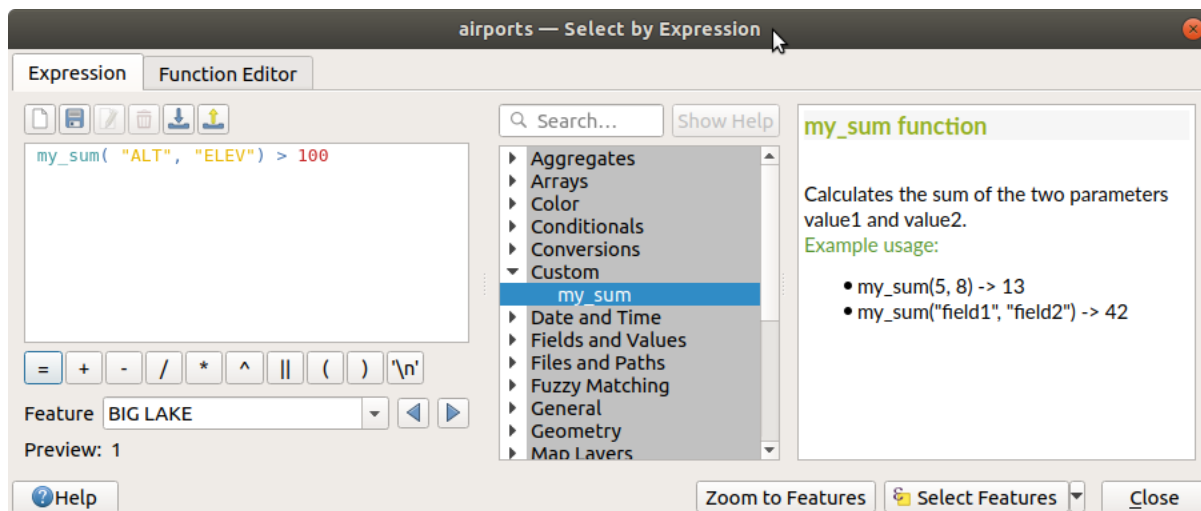 airports — Select by Expression
Expression
Function Editor
Search...
Show Help
my_sum( "ALT", "ELEV") > 100
= + - / * ^ || ( ) '\n'
Feature BIG LAKE
Preview: 1
Aggregates
Arrays
Color
Conditionals
Conversions
Custom
my_sum
Date and Time
Fields and Values
Files and Paths
Fuzzy Matching
General
Geometry
Map Layers
my_sum function
Calculates the sum of the two parameters
value1 and value2.
Example usage:
● my_sum(5, 8) -> 13
● my_sum("field1", "field2") -> 42
Help
Zoom to Features
Select Features
Close